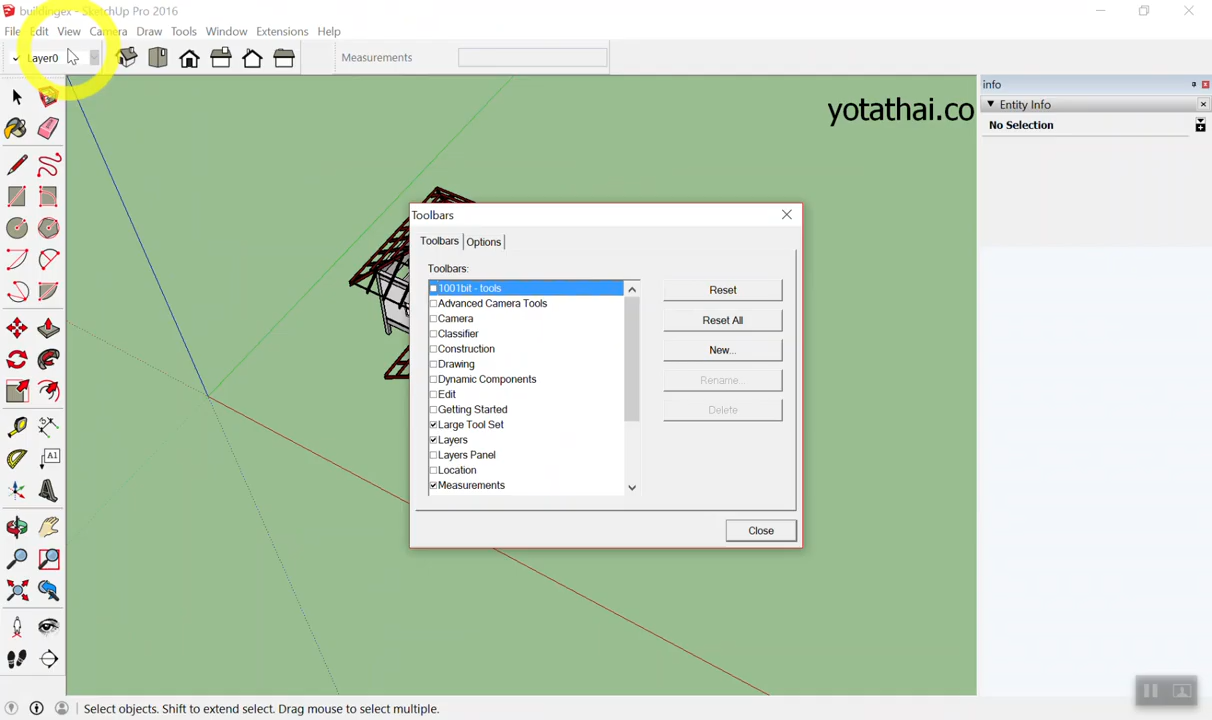 buildingex - SketchUp Pro 2016
File Edit View Camera Draw Tools Window Extensions Help
Layer0
Measurements
info
Entity Info
No Selection
yotathai.co
Toolbars
Toolbars Options
Toolbars:
1001bit - tools
Advanced Camera Tools
Camera
Classifier
Construction
Drawing
Dynamic Components
Edit
Getting Started
Large Tool Set
Layers
Layers Panel
Location
Measurements
Reset
Reset All
New...
Rename...
Delete
Close
A1
Select objects. Shift to extend select. Drag mouse to select multiple.